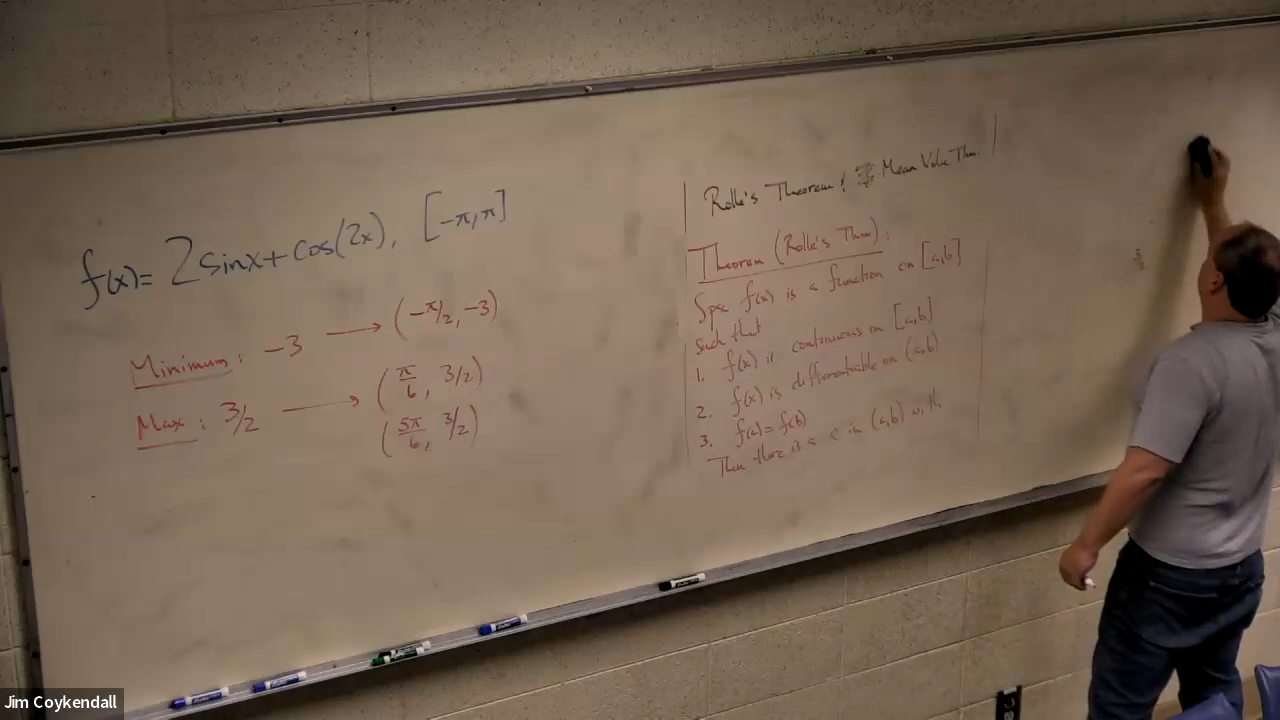 f(x) = 2 sin x + cos(2x), [-π, π]
Minimum: -3 → (-π/2, -3)
Max: 3/2 → (π/6, 3/2)
(5π/6, 3/2)
Rolle's Theorem & Mean Value Thm.
Theorem (Rolle's Thm):
Spse f(x) is a function on [a,b]
such that
1. f(x) is continuous on [a,b]
2. f(x) is differentiable on (a,b)
3. f(a) = f(b)
Then there is a c in (a,b) with
Jim Coykendall